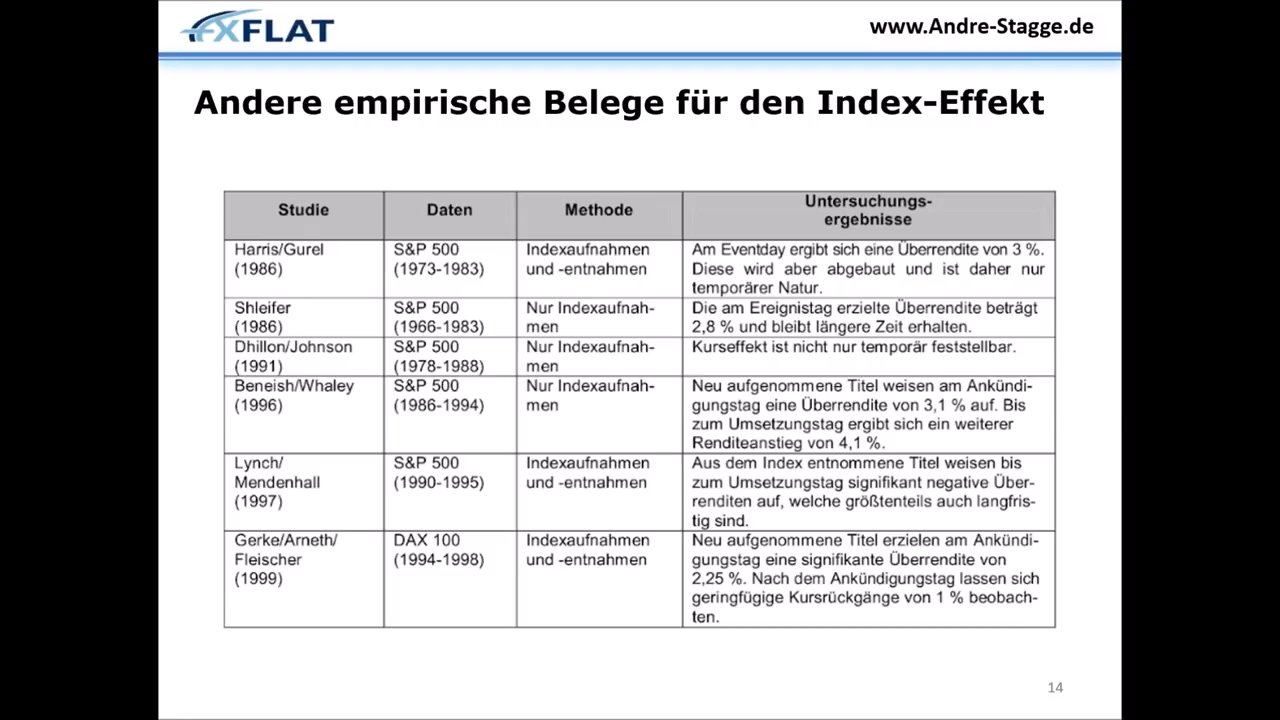 FXFLAT
www.Andre-Stagge.de
Andere empirische Belege für den Index-Effekt
Studie
Daten
Methode
Untersuchungs-
ergebnisse
Harris/Gurel
(1986)
S&P 500
(1973-1983)
Indexaufnahmen
und -entnahmen
Am Eventday ergibt sich eine Überrendite von 3 %.
Diese wird aber abgebaut und ist daher nur
temporärer Natur.
Shleifer
(1986)
S&P 500
(1966-1983)
Nur Indexaufnah-
men
Die am Ereignistag erzielte Überrendite beträgt
2,8 % und bleibt längere Zeit erhalten.
Dhillon/Johnson
(1991)
S&P 500
(1978-1988)
Nur Indexaufnah-
men
Kurseffekt ist nicht nur temporär feststellbar.
Beneish/Whaley
(1996)
S&P 500
(1986-1994)
Nur Indexaufnah-
men
Neu aufgenommene Titel weisen am Ankündi-
gungstag eine Überrendite von 3,1 % auf. Bis
zum Umsetzungstag ergibt sich ein weiterer
Renditeanstieg von 4,1 %.
Lynch/
Mendenhall
(1997)
S&P 500
(1990-1995)
Indexaufnahmen
und -entnahmen
Aus dem Index entnommene Titel weisen bis
zum Umsetzungstag signifikant negative Über-
renditen auf, welche größtenteils auch langfris-
tig sind.
Gerke/Arneth/
Fleischer
(1999)
DAX 100
(1994-1998)
Indexaufnahmen
und -entnahmen
Neu aufgenommene Titel erzielen am Ankündi-
gungstag eine signifikante Überrendite von
2,25 %. Nach dem Ankündigungstag lassen sich
geringfügige Kursrückgänge von 1 % beobach-
ten.
14